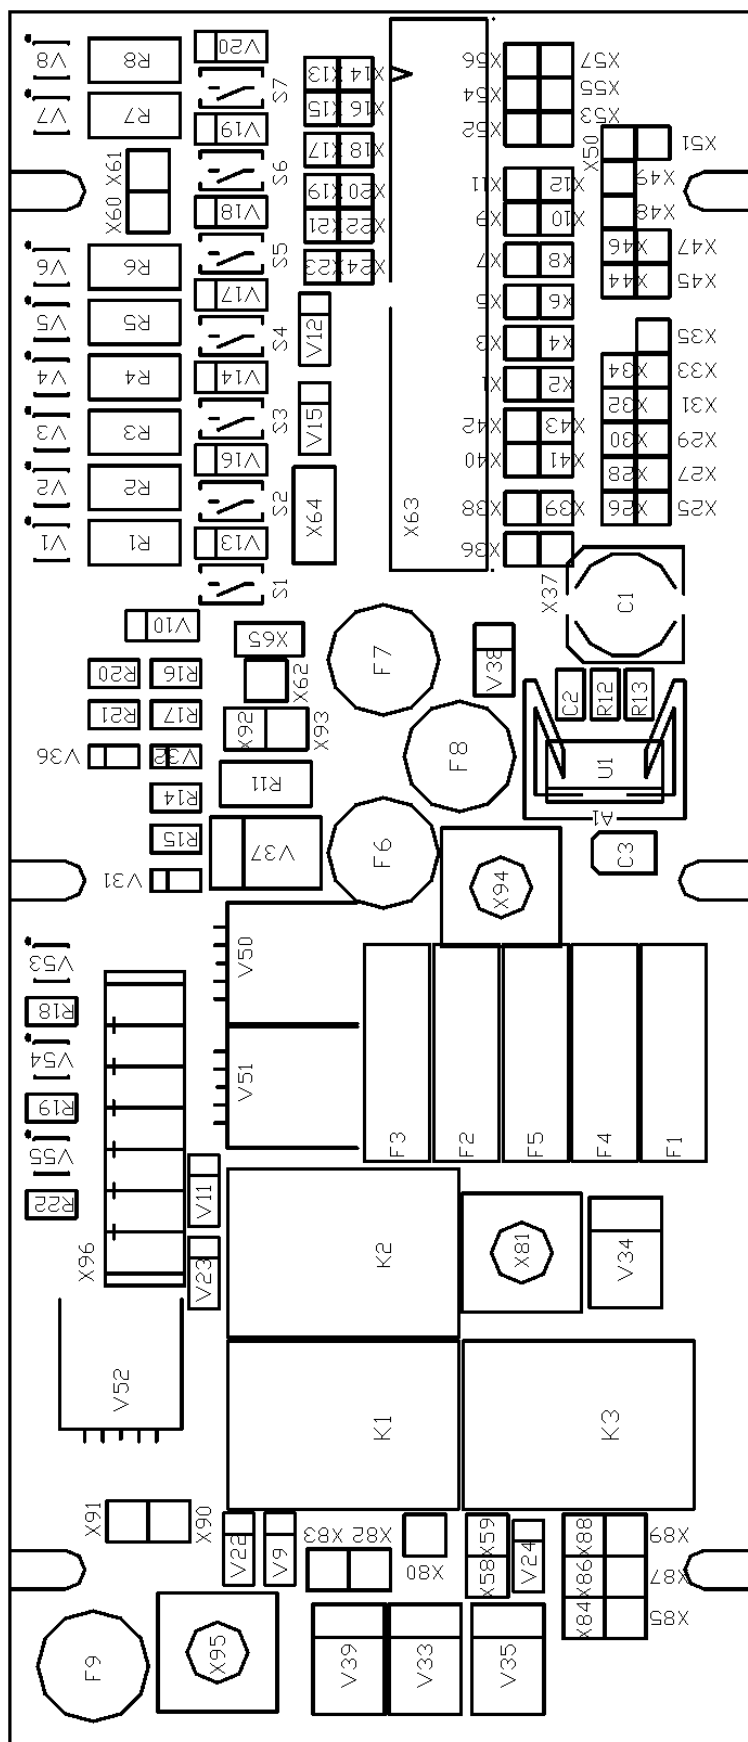 V8 R8 V20 X13 X14 X56 X57
S7 X54 X55
V7 R7 X15 X16 X53
V19 X52
X61 X17 X18 X50 X51
S6 X49
X60 X19 X20 X11 X12
V18 X21 X22 X9 X10 X48
V6 R6 S5 X23 X24 X7 X8 X46 X47
V17 X5 X6 X44 X45
V5 R5 S4 V12 X3 X4 X35
V4 R4 V14 X1 X2 X34 X33
V3 R3 S3 V15 X42 X43 X32 X31
V16 X40 X41 X30 X29
V2 R2 S2 X64 X63 X38 X39 X28 X27
X26 X25
V1 R1 V13 X36
S1 X37 C1
V10 X65 F7 V38
R20 R16 X62 C2 R12 R13
R21 R17 X92 X93
V36 V32 F8 U1
R14 R11
A1
R15 V37 F6 C3
V31 X94
V53 V50
R18
V54 V51
R19
V55 F3 F2 F5 F4 F1
R22 V11
X96 V23 K2 X81 V34
V52 K1 K3
X91 X90 X83 X82 X59 X88 X89
V22 V9 X80 X58 V24 X86 X87
X84 X85
F9 X95 V39 V33 V35